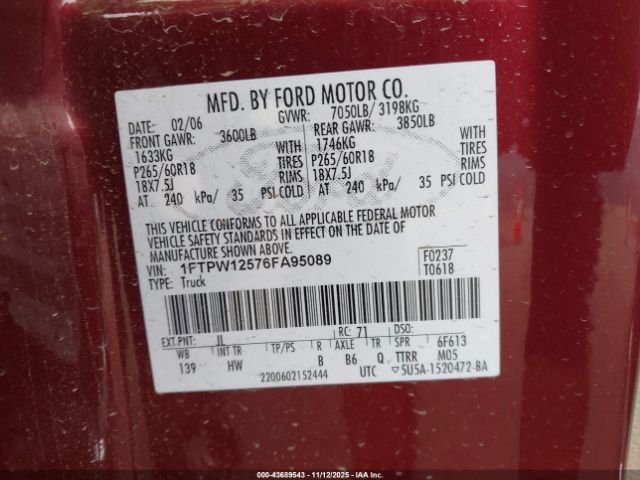 MFD. BY FORD MOTOR CO.
DATE: 02/06 GVWR: 7050LB/ 3198KG
FRONT GAWR: 3600LB REAR GAWR: 3850LB
1633KG WITH 1746KG WITH
P265/60R18 TIRES P265/60R18 TIRES
18X7.5J RIMS 18X7.5J RIMS
AT 240 kPa/ 35 PSI COLD AT 240 kPa/ 35 PSI COLD
THIS VEHICLE CONFORMS TO ALL APPLICABLE FEDERAL MOTOR
VEHICLE SAFETY STANDARDS IN EFFECT ON THE DATE OF
MANUFACTURE SHOWN ABOVE.
VIN: 1FTPW12576FA95089 F0237
TYPE: Truck T0618
EXT.PNT: JL RC: 71 DSO:
WB INT TR TP/PS R AXLE TR SPR 6F613
139 HW B B6 Q TTRR M05
2200602152444 UTC 5U5A-1520472-BA
000-43689543 - 11/12/2025 - IAAI.com